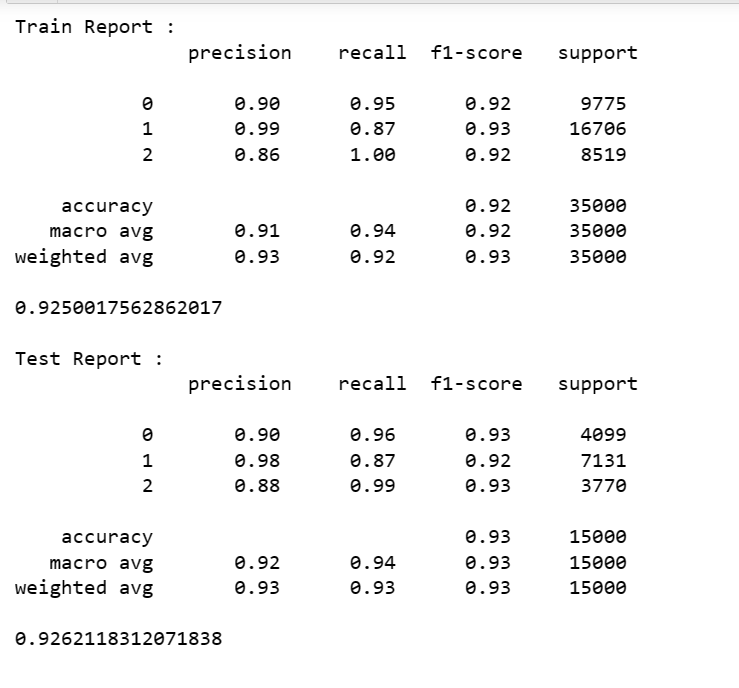 Train Report :
precision recall f1-score support
0 0.90 0.95 0.92 9775
1 0.99 0.87 0.93 16706
2 0.86 1.00 0.92 8519
accuracy 0.92 35000
macro avg 0.91 0.94 0.92 35000
weighted avg 0.93 0.92 0.93 35000
0.9250017562862017
Test Report :
precision recall f1-score support
0 0.90 0.96 0.93 4099
1 0.98 0.87 0.92 7131
2 0.88 0.99 0.93 3770
accuracy 0.93 15000
macro avg 0.92 0.94 0.93 15000
weighted avg 0.93 0.93 0.93 15000
0.9262118312071838